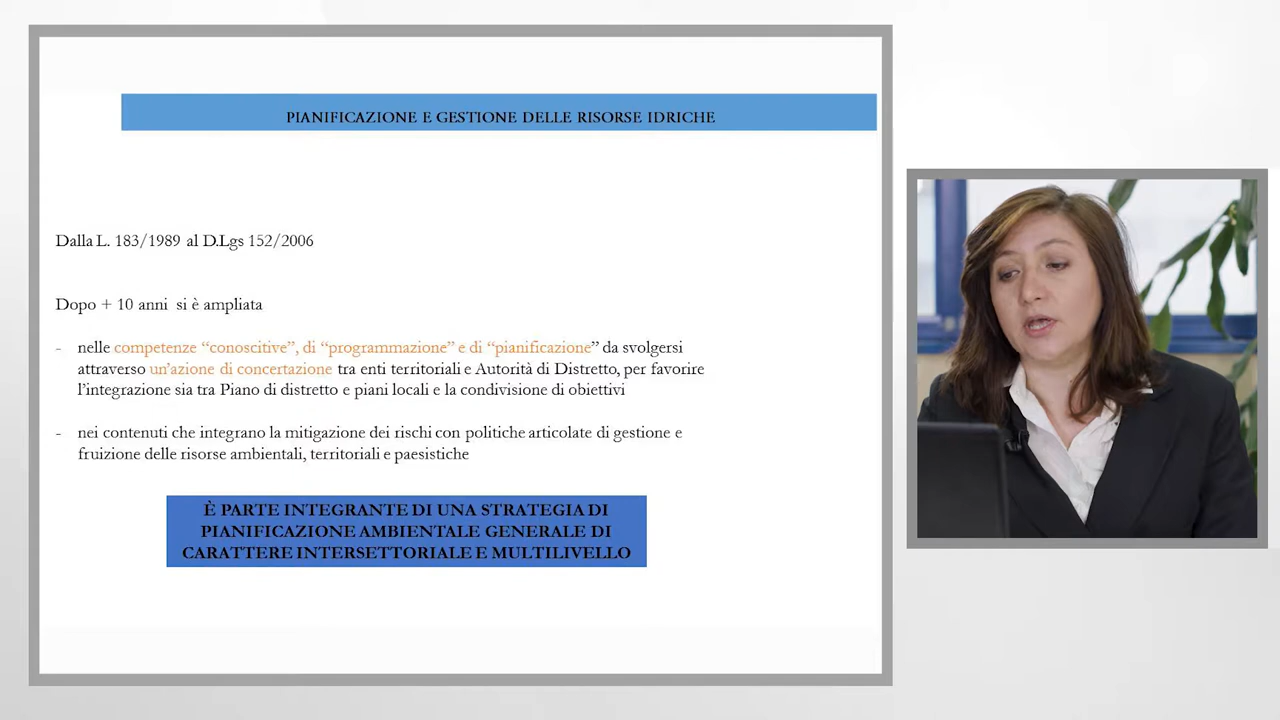 PIANIFICAZIONE E GESTIONE DELLE RISORSE IDRICHE
Dalla L. 183/1989 al D.Lgs 152/2006
Dopo + 10 anni si è ampliata
- nelle competenze “conoscitive”, di “programmazione” e di “pianificazione” da svolgersi
attraverso un’azione di concertazione tra enti territoriali e Autorità di Distretto, per favorire
l’integrazione sia tra Piano di distretto e piani locali e la condivisione di obiettivi
- nei contenuti che integrano la mitigazione dei rischi con politiche articolate di gestione e
fruizione delle risorse ambientali, territoriali e paesistiche
È PARTE INTEGRANTE DI UNA STRATEGIA DI
PIANIFICAZIONE AMBIENTALE GENERALE DI
CARATTERE INTERSETTORIALE E MULTILIVELLO